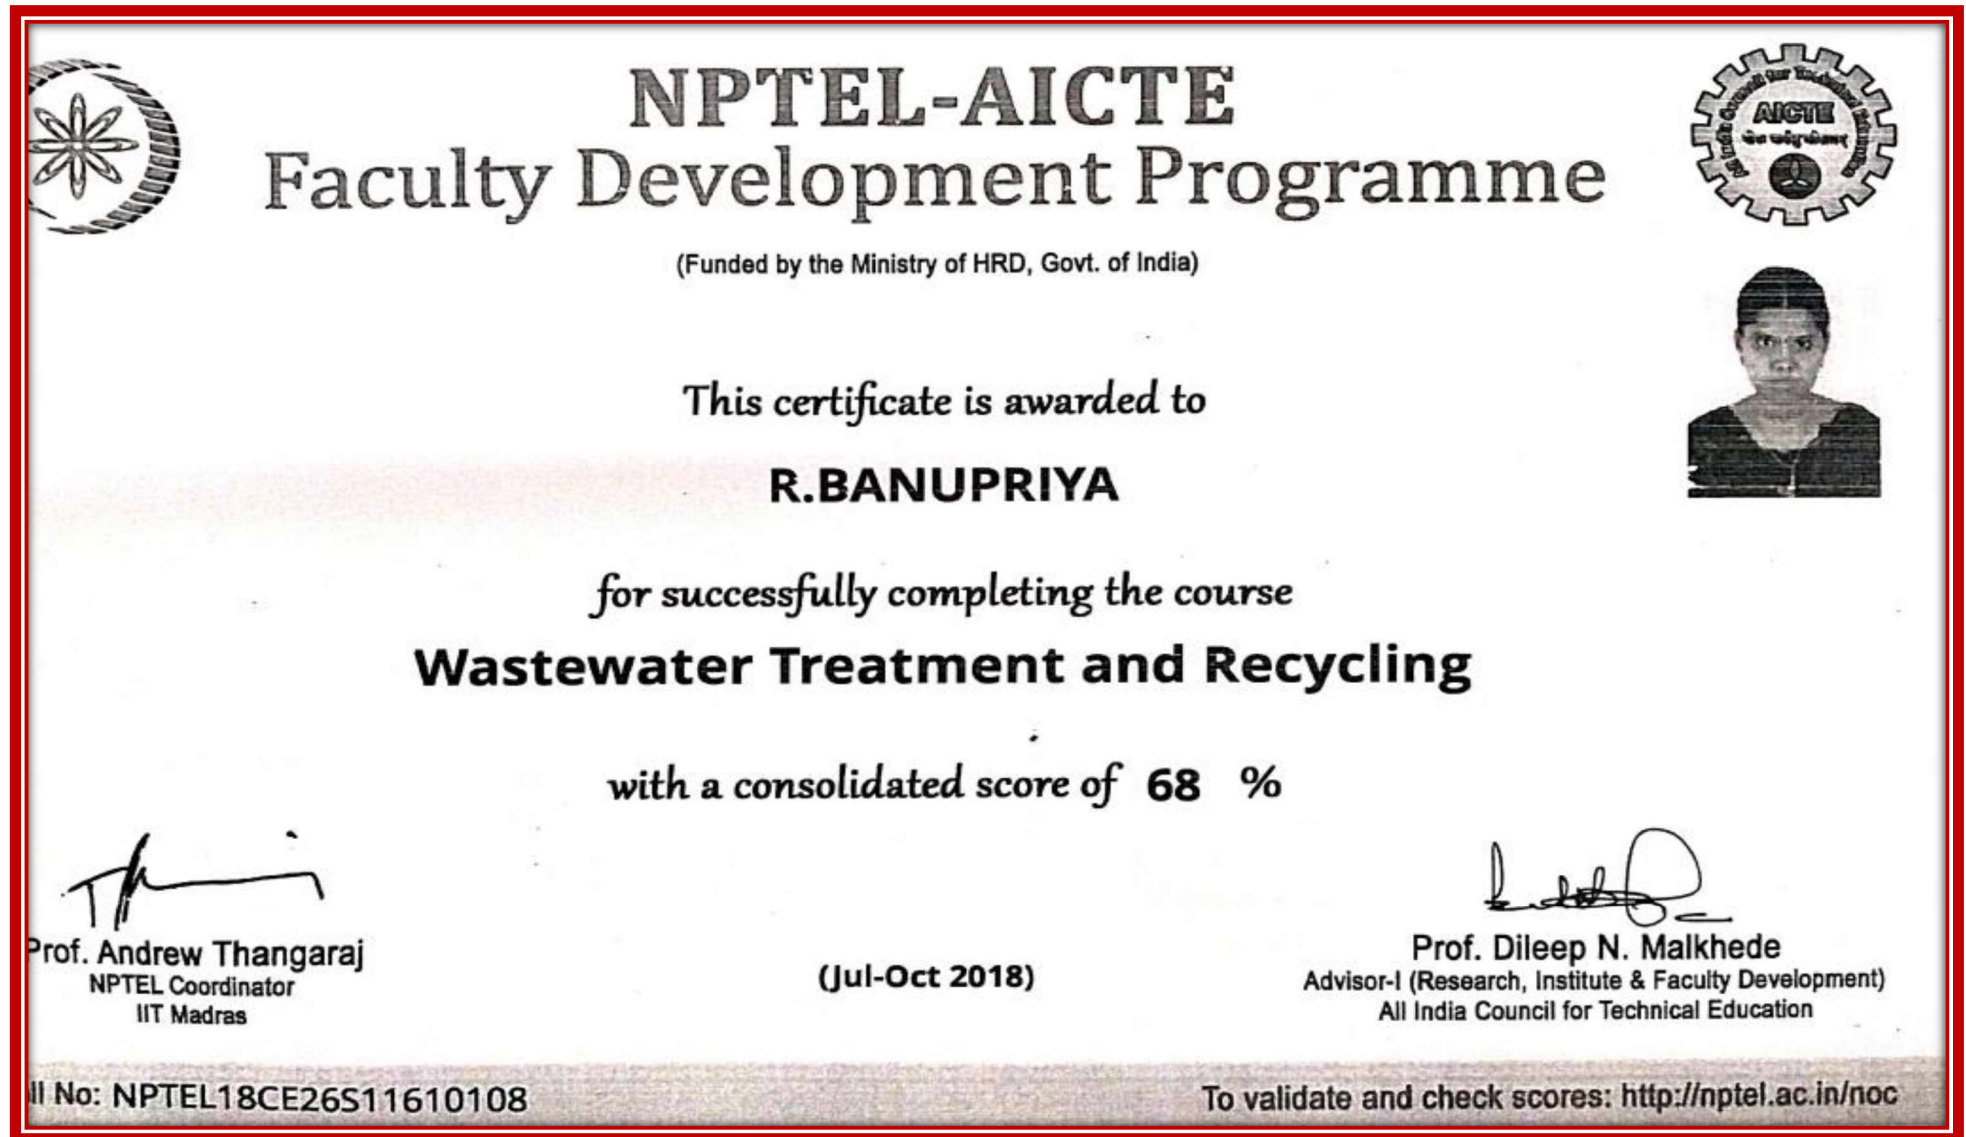 NPTEL-AICTE
Faculty Development Programme
(Funded by the Ministry of HRD, Govt. of India)
AICTE
This certificate is awarded to
R.BANUPRIYA
for successfully completing the course
Wastewater Treatment and Recycling
with a consolidated score of 68 %
Prof. Andrew Thangaraj
NPTEL Coordinator
IIT Madras
(Jul-Oct 2018)
Prof. Dileep N. Malkhede
Advisor-I (Research, Institute & Faculty Development)
All India Council for Technical Education
ll No: NPTEL18CE26S11610108
To validate and check scores: http://nptel.ac.in/noc